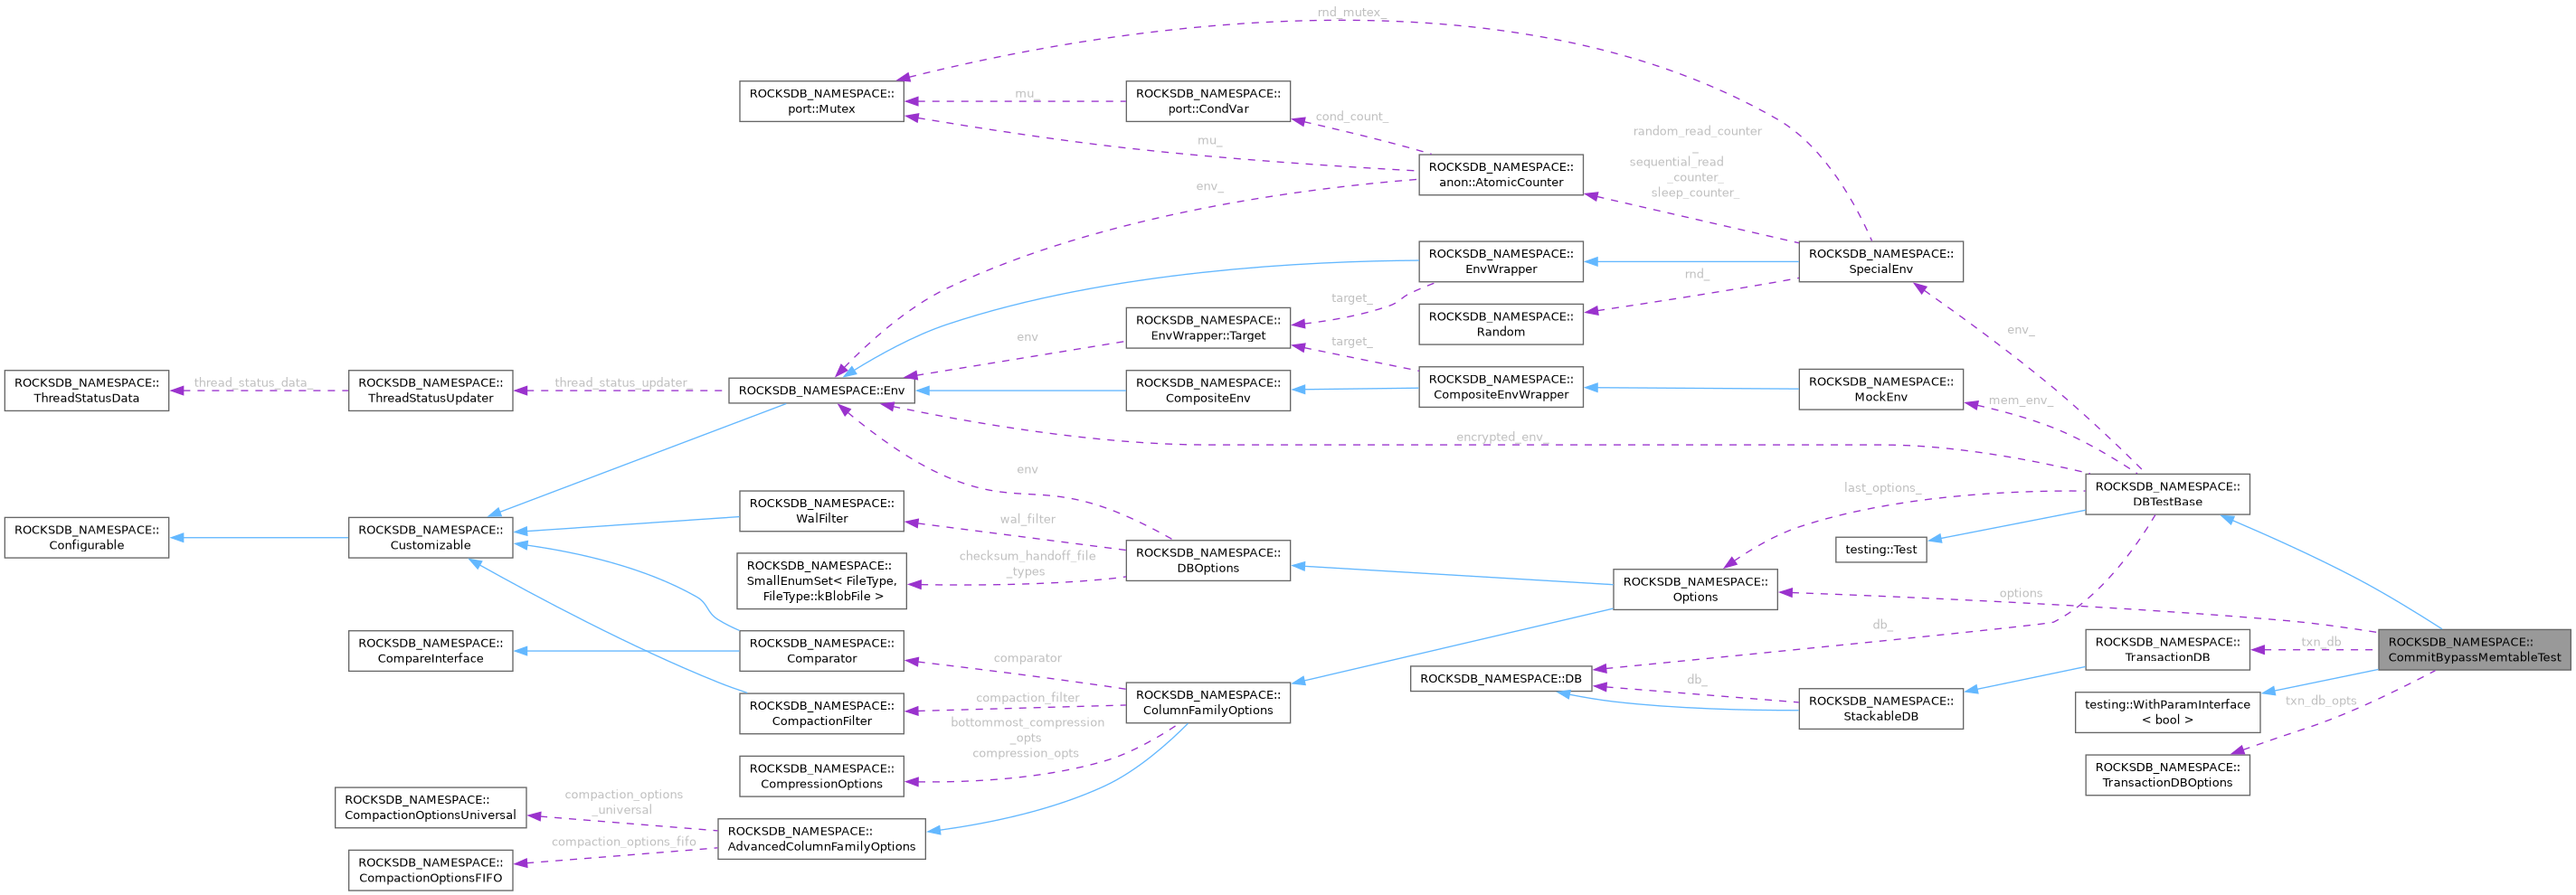 rnd_mutex_
ROCKSDB_NAMESPACE::
port::Mutex
mu_
ROCKSDB_NAMESPACE::
port::CondVar
cond_count_
mu_
random_read_counter
_
sequential_read
_counter_
sleep_counter_
ROCKSDB_NAMESPACE::
anon::AtomicCounter
env_
ROCKSDB_NAMESPACE::
EnvWrapper
ROCKSDB_NAMESPACE::
SpecialEnv
rnd_
target_
ROCKSDB_NAMESPACE::
Random
ROCKSDB_NAMESPACE::
EnvWrapper::Target
env
target_
env_
ROCKSDB_NAMESPACE::
ThreadStatusData
thread_status_data_
ROCKSDB_NAMESPACE::
ThreadStatusUpdater
thread_status_updater_
ROCKSDB_NAMESPACE::Env
ROCKSDB_NAMESPACE::
CompositeEnv
ROCKSDB_NAMESPACE::
CompositeEnvWrapper
ROCKSDB_NAMESPACE::
MockEnv
mem_env_
encrypted_env_
env
ROCKSDB_NAMESPACE::
DBTestBase
last_options_
ROCKSDB_NAMESPACE::
Configurable
ROCKSDB_NAMESPACE::
Customizable
ROCKSDB_NAMESPACE::
WalFilter
wal_filter
checksum_handoff_file
_types
ROCKSDB_NAMESPACE::
SmallEnumSet< FileType,
FileType::kBlobFile >
ROCKSDB_NAMESPACE::
DBOptions
testing::Test
ROCKSDB_NAMESPACE::
Options
options
db_
ROCKSDB_NAMESPACE::
CompareInterface
ROCKSDB_NAMESPACE::
Comparator
comparator
ROCKSDB_NAMESPACE::
TransactionDB
txn_db
ROCKSDB_NAMESPACE::
CommitBypassMemtableTest
ROCKSDB_NAMESPACE::DB
db_
ROCKSDB_NAMESPACE::
ColumnFamilyOptions
compaction_filter
ROCKSDB_NAMESPACE::
CompactionFilter
ROCKSDB_NAMESPACE::
StackableDB
testing::WithParamInterface
< bool >
txn_db_opts
bottommost_compression
_opts
compression_opts
ROCKSDB_NAMESPACE::
CompressionOptions
ROCKSDB_NAMESPACE::
TransactionDBOptions
ROCKSDB_NAMESPACE::
CompactionOptionsUniversal
compaction_options
_universal
ROCKSDB_NAMESPACE::
AdvancedColumnFamilyOptions
compaction_options_fifo
ROCKSDB_NAMESPACE::
CompactionOptionsFIFO